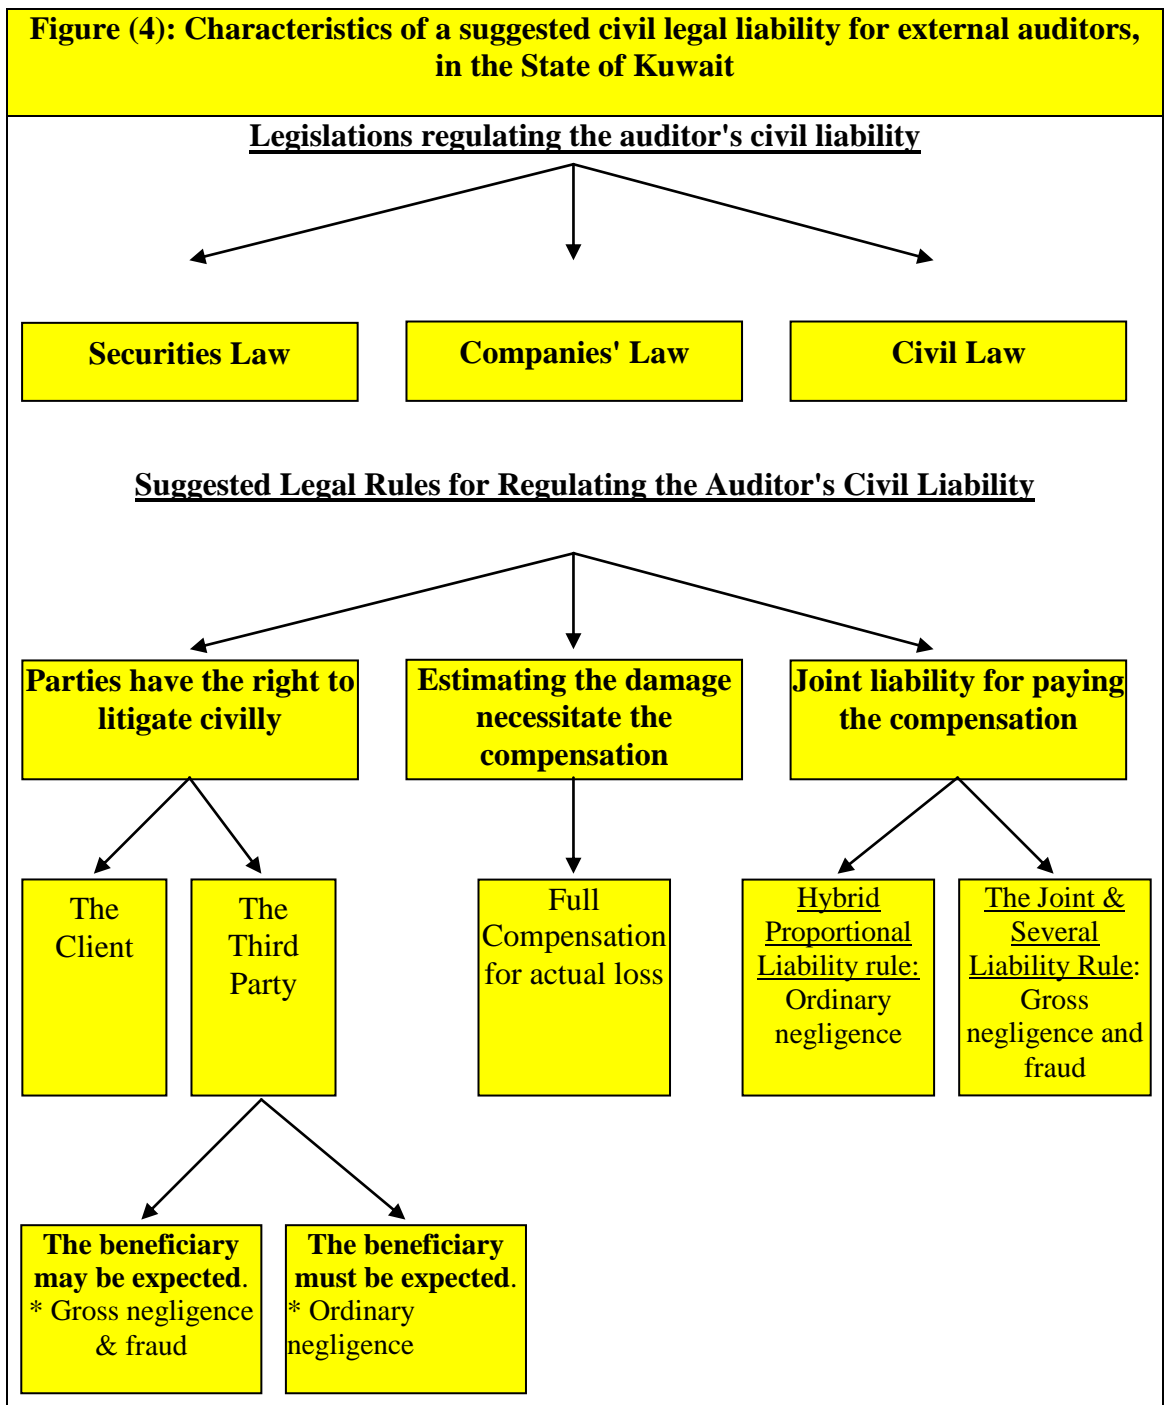 Figure (4): Characteristics of a suggested civil legal liability for external auditors,
in the State of Kuwait
Legislations regulating the auditor's civil liability
Securities Law
Companies' Law
Civil Law
Suggested Legal Rules for Regulating the Auditor's Civil Liability
Parties have the right to
litigate civilly
Estimating the damage
necessitate the
compensation
Joint liability for paying
the compensation
The
Client
The
Third
Party
Full
Compensation
for actual loss
Hybrid
Proportional
Liability rule:
Ordinary
negligence
The Joint &
Several
Liability Rule:
Gross
negligence and
fraud
The beneficiary
may be expected.
* Gross negligence
& fraud
The beneficiary
must be expected.
* Ordinary
negligence